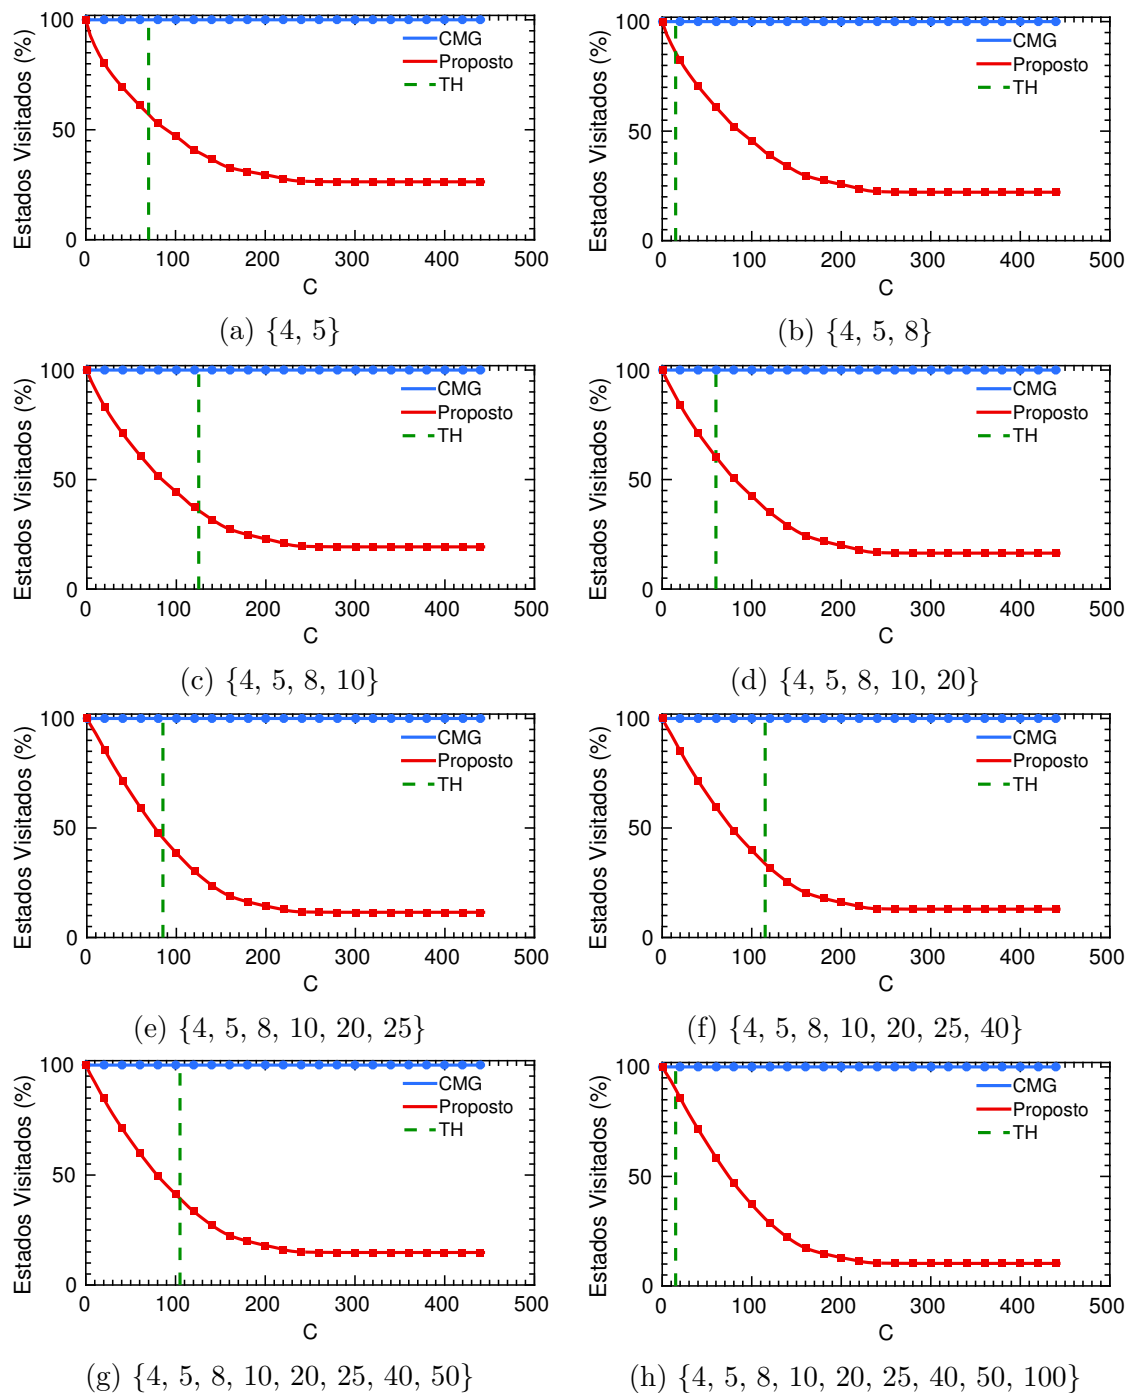 Estados Visitados (%)
100
50
0
0 100 200 300 400 500
C
CMG
Proposto
TH
(a) {4, 5}
Estados Visitados (%)
100
50
0
0 100 200 300 400 500
C
CMG
Proposto
TH
(b) {4, 5, 8}
Estados Visitados (%)
100
50
0
0 100 200 300 400 500
C
CMG
Proposto
TH
(c) {4, 5, 8, 10}
Estados Visitados (%)
100
50
0
0 100 200 300 400 500
C
CMG
Proposto
TH
(d) {4, 5, 8, 10, 20}
Estados Visitados (%)
100
50
0
0 100 200 300 400 500
C
CMG
Proposto
TH
(e) {4, 5, 8, 10, 20, 25}
Estados Visitados (%)
100
50
0
0 100 200 300 400 500
C
CMG
Proposto
TH
(f) {4, 5, 8, 10, 20, 25, 40}
Estados Visitados (%)
100
50
0
0 100 200 300 400 500
C
CMG
Proposto
TH
(g) {4, 5, 8, 10, 20, 25, 40, 50}
Estados Visitados (%)
100
50
0
0 100 200 300 400 500
C
CMG
Proposto
TH
(h) {4, 5, 8, 10, 20, 25, 40, 50, 100}